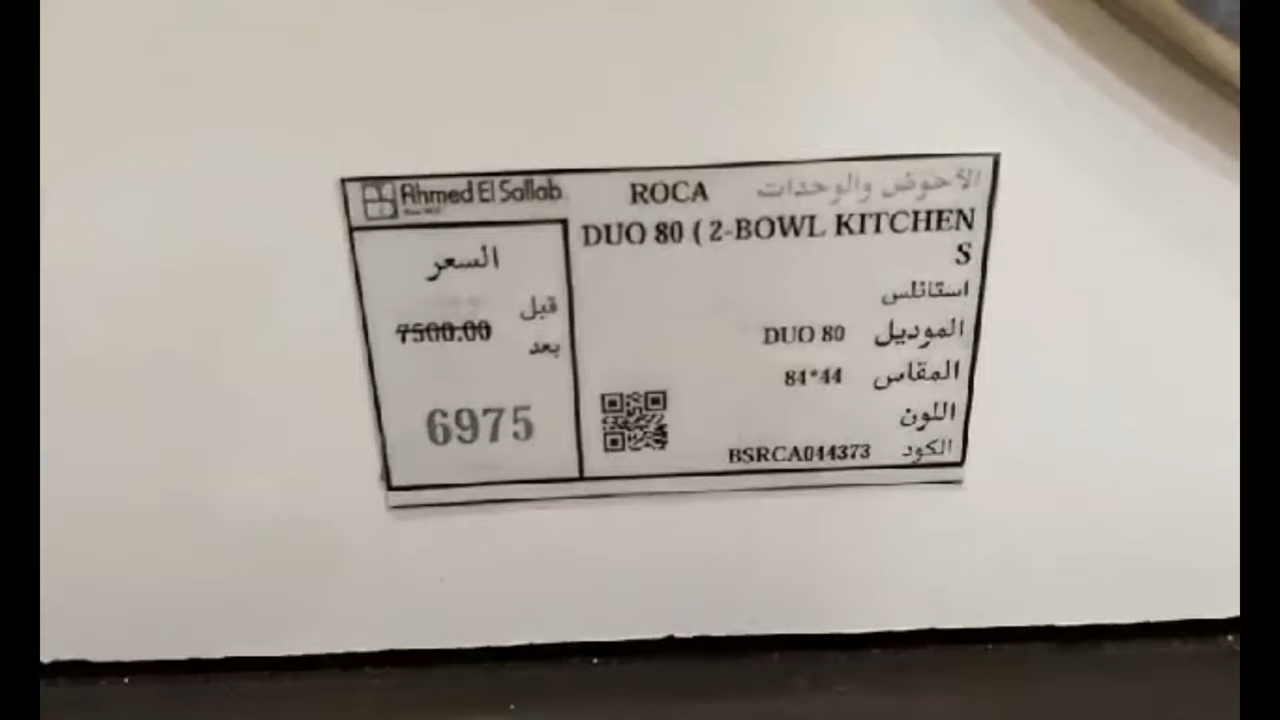 Ahmed El Sallab
ROCA الأحوض والوحدات
DUO 80 ( 2-BOWL KITCHEN
S
استانلس
الموديل DUO 80
المقاس 84*44
اللون
الكود BSRCA044373
السعر
قبل
7500.00
بعد
6975